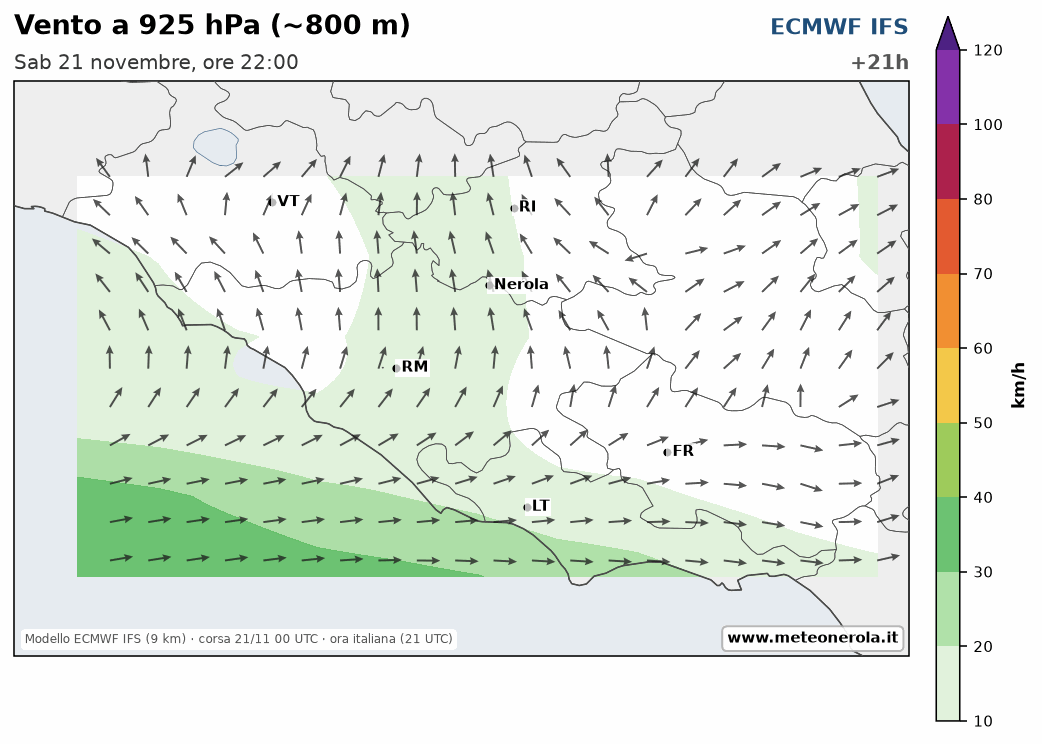 Vento a 925 hPa (~800 m)
ECMWF IFS
Sab 21 novembre, ore 22:00
+21h
VT
RI
Nerola
RM
FR
LT
120
100
80
70
60
50
40
30
20
10
km/h
Modello ECMWF IFS (9 km) · corsa 21/11 00 UTC · ora italiana (21 UTC)
www.meteonerola.it